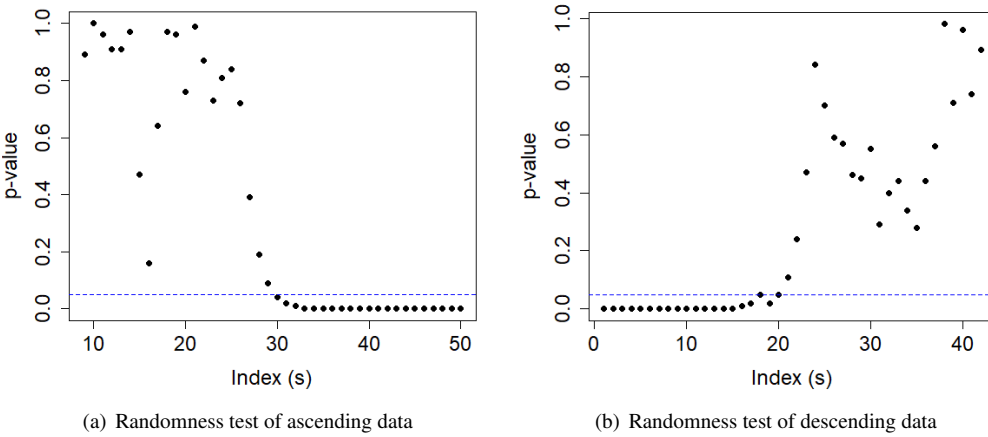 1.0
0.8
0.6
0.4
0.2
0.0
p-value
10 20 30 40 50
Index (s)
(a) Randomness test of ascending data
1.0
0.8
0.6
0.4
0.2
0.0
p-value
0 10 20 30 40
Index (s)
(b) Randomness test of descending data